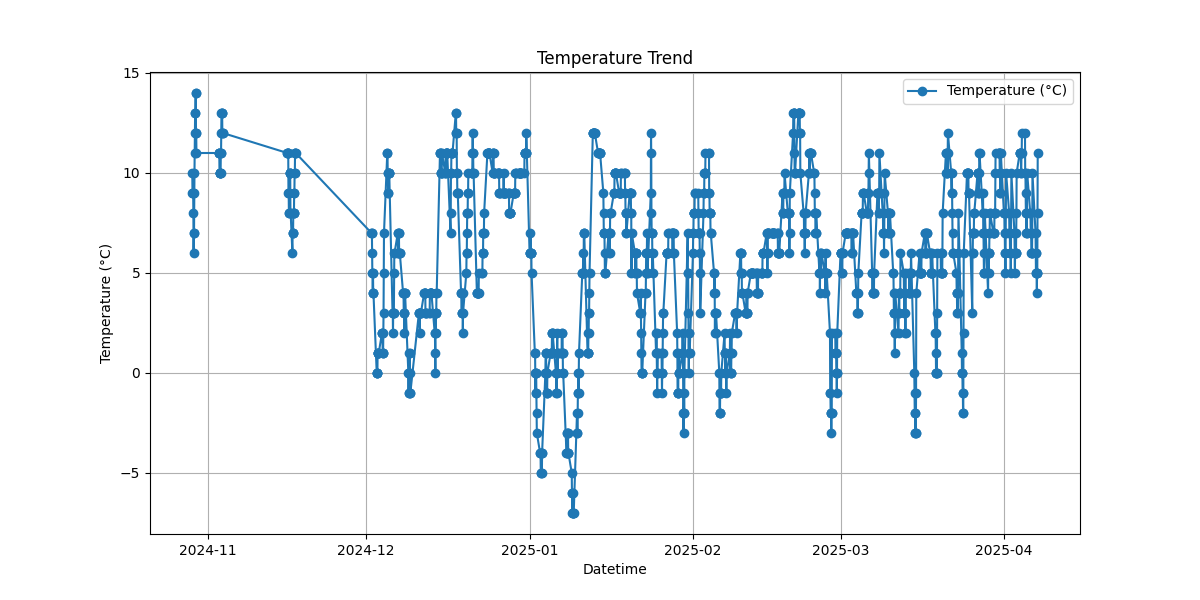 Temperature Trend
Temperature (°C)
15
10
5
0
−5
Temperature (°C)
2024-11
2024-12
2025-01
2025-02
2025-03
2025-04
Datetime